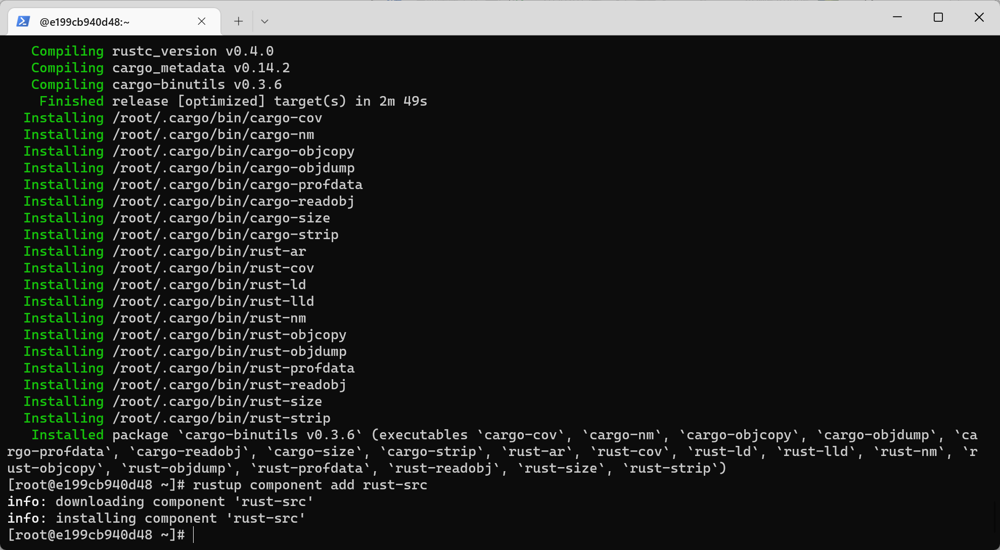 @e199cb940d48:~
Compiling rustc_version v0.4.0
Compiling cargo_metadata v0.14.2
Compiling cargo-binutils v0.3.6
Finished release [optimized] target(s) in 2m 49s
Installing /root/.cargo/bin/cargo-cov
Installing /root/.cargo/bin/cargo-nm
Installing /root/.cargo/bin/cargo-objcopy
Installing /root/.cargo/bin/cargo-objdump
Installing /root/.cargo/bin/cargo-profdata
Installing /root/.cargo/bin/cargo-readobj
Installing /root/.cargo/bin/cargo-size
Installing /root/.cargo/bin/cargo-strip
Installing /root/.cargo/bin/rust-ar
Installing /root/.cargo/bin/rust-cov
Installing /root/.cargo/bin/rust-ld
Installing /root/.cargo/bin/rust-lld
Installing /root/.cargo/bin/rust-nm
Installing /root/.cargo/bin/rust-objcopy
Installing /root/.cargo/bin/rust-objdump
Installing /root/.cargo/bin/rust-profdata
Installing /root/.cargo/bin/rust-readobj
Installing /root/.cargo/bin/rust-size
Installing /root/.cargo/bin/rust-strip
Installed package `cargo-binutils v0.3.6` (executables `cargo-cov`, `cargo-nm`, `cargo-objcopy`, `cargo-objdump`, `ca
rgo-profdata`, `cargo-readobj`, `cargo-size`, `cargo-strip`, `rust-ar`, `rust-cov`, `rust-ld`, `rust-lld`, `rust-nm`, `r
ust-objcopy`, `rust-objdump`, `rust-profdata`, `rust-readobj`, `rust-size`, `rust-strip`)
[root@e199cb940d48 ~]# rustup component add rust-src
info: downloading component 'rust-src'
info: installing component 'rust-src'
[root@e199cb940d48 ~]#